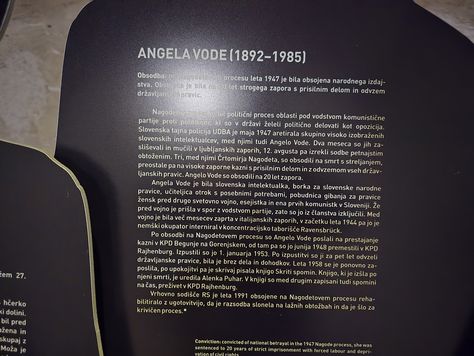 ANGELA VODE (1892–1985)
Obsodba: procesu leta 1947 je bila obsojena narodnega izdaj-
stva. let strogega zapora s prisilnim delom in odvzem
državljanskih pravic.
politični proces oblasti pod vodstvom komunistične
partije proti ki so v državi želeli politično delovati kot opozicija.
Slovenska tajna policija UDBA je maja 1947 aretirala skupino visoko izobraženih
slovenskih intelektualcev, med njimi tudi Angelo Vode. Dva meseca so jih za-
sliševali in mučili v ljubljanskih zaporih, 12. avgusta pa izrekli sodbe petnajstim
obtoženim. Tri, med njimi Črtomirja Nagodeta, so obsodili na smrt s streljanjem,
preostale pa na visoke zaporne kazni s prisilnim delom in z odvzemom vseh držav-
ljanskih pravic. Angelo Vode so obsodili na 20 let zapora.
Angela Vode je bila slovenska intelektualka, borka za slovenske narodne
pravice, učiteljica otrok s posebnimi potrebami, pobudnica gibanja za pravice
žensk pred drugo svetovno vojno, esejistka in ena prvih komunistk v Sloveniji. Že
pred vojno je prišla v spor z vodstvom partije, zato so jo iz članstva izključili. Med
vojno je bila več mesecev zaprta v italijanskih zaporih, v začetku leta 1944 pa jo je
nemški okupator interniral v koncentracijsko taborišče Ravensbrück.
Po obsodbi na Nagodetovem procesu so Angelo Vode poslali na prestajanje
kazni v KPD Begunje na Gorenjskem, od tam pa so jo junija 1948 premestili v KPD
Rajhenburg. Izpustili so jo 1. januarja 1953. Po izpustitvi so ji za pet let odvzeli
državljanske pravice, bila je brez dela in dohodkov. Leta 1958 se je ponovno za-
poslila, po upokojitvi pa je skrivaj pisala knjigo Skriti spomin. Knjigo, ki je izšla po
njeni smrti, je uredila Alenka Puhar. V knjigi so med drugim zapisani tudi spomini
na čas, preživet v KPD Rajhenburg.
Vrhovno sodišče RS je leta 1991 obsojene na Nagodetovem procesu reha-
bilitiralo z ugotovitvijo, da je razsodba slonela na lažnih obtožbah in da je šlo za
krivičen proces.*
Conviction: convicted of national betrayal in the 1947 Nagode process, she was
sentenced to 20 years of strict imprisonment with forced labour and depri-
vation of civil rights.
žem 27.
hčerko
ki dolini.
bil pred
ožena in
skupaj z
Moža je